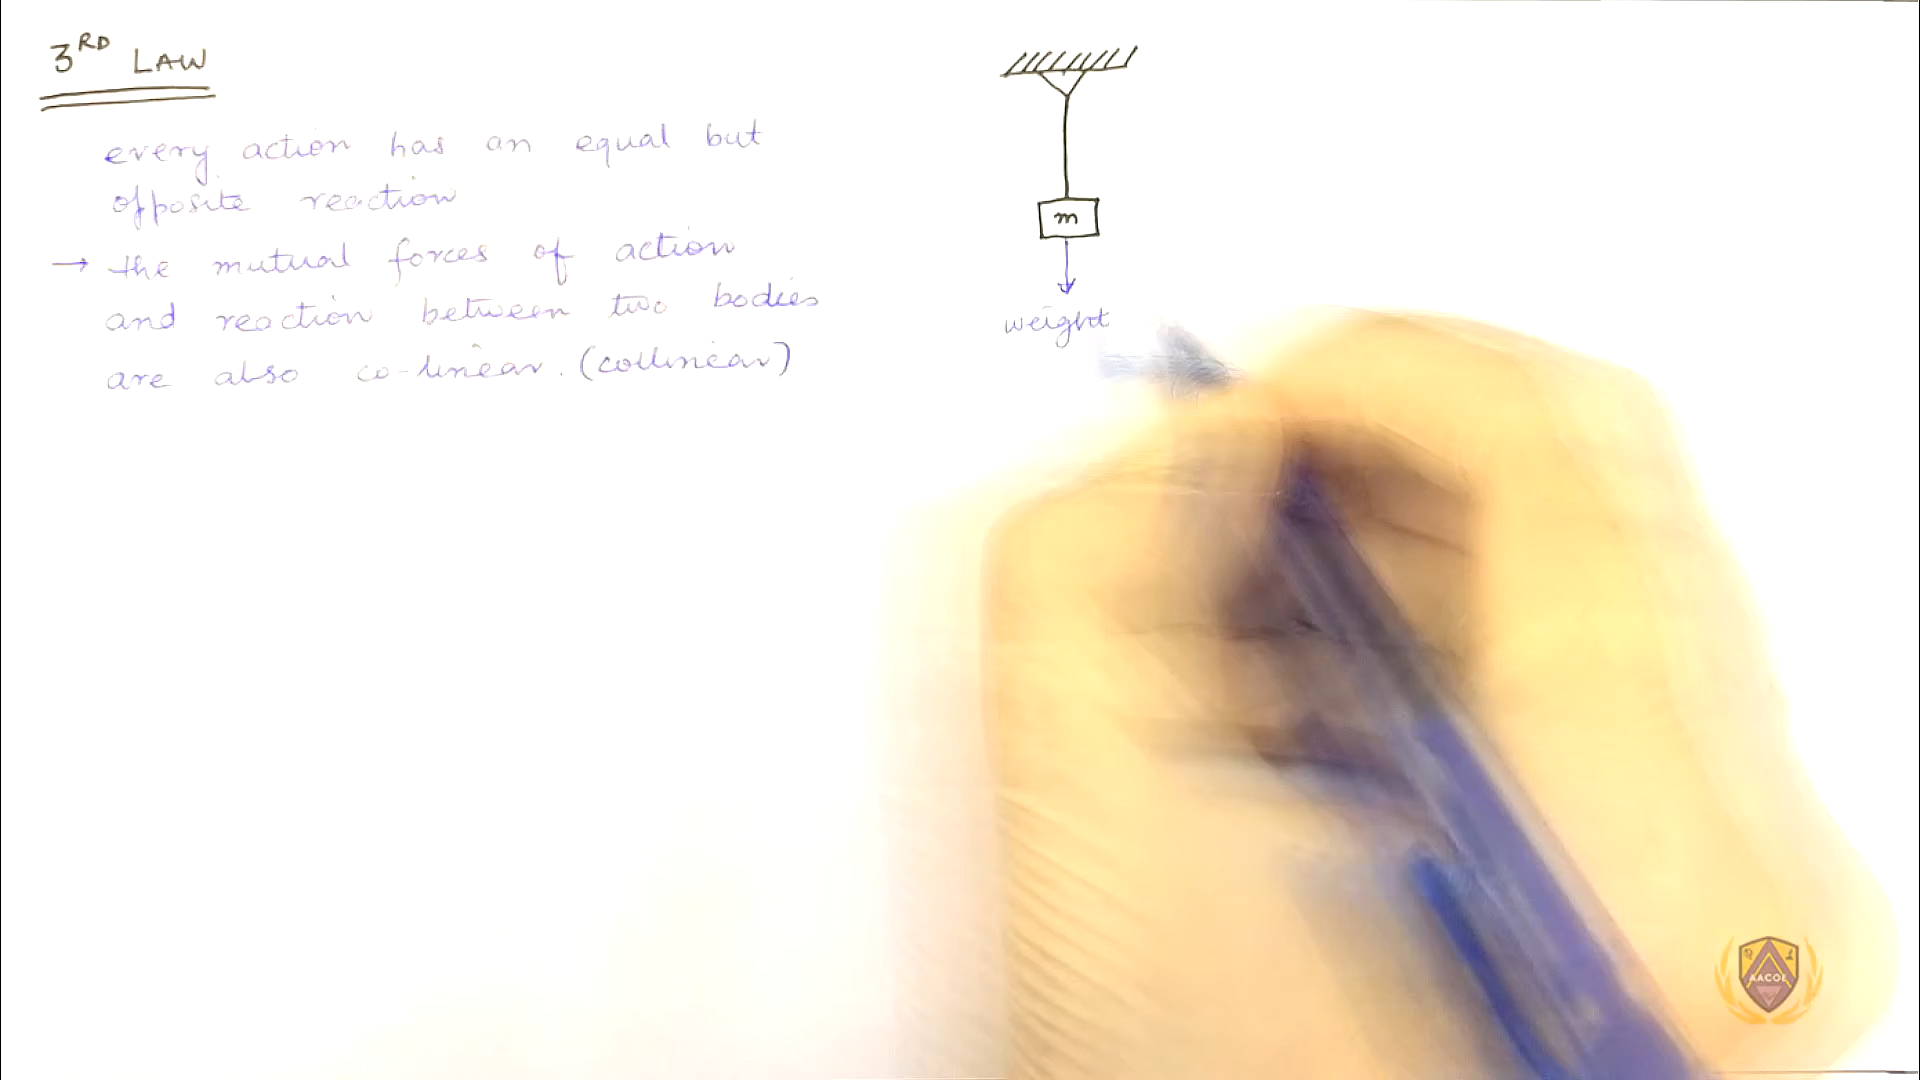 3RD LAW
every action has an equal but
opposite reaction
→ the mutual forces of action
and reaction between two bodies
are also co-linear. (collinear)
m
weight
AACOE